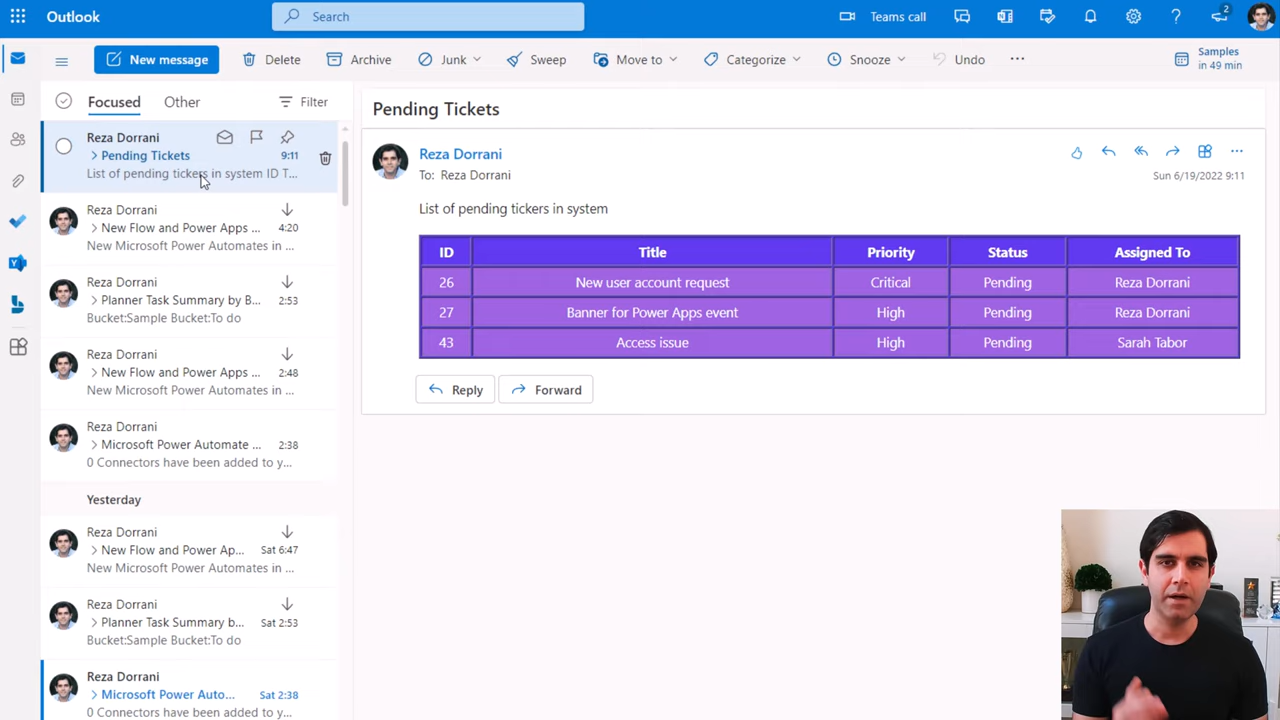 Outlook
Search
Teams call
2
New message
Delete
Archive
Junk
Sweep
Move to
Categorize
Snooze
Undo
Samples
in 49 min
Focused
Other
Filter
Reza Dorrani
Pending Tickets
9:11
List of pending tickers in system ID T...
Reza Dorrani
New Flow and Power Apps ...
4:20
New Microsoft Power Automates in ...
Reza Dorrani
Planner Task Summary by B...
2:53
Bucket:Sample Bucket:To do
Reza Dorrani
New Flow and Power Apps ...
2:48
New Microsoft Power Automates in ...
Reza Dorrani
Microsoft Power Automate ...
2:38
0 Connectors have been added to y...
Yesterday
Reza Dorrani
New Flow and Power Ap...
Sat 6:47
New Microsoft Power Automates in ...
Reza Dorrani
Planner Task Summary by b...
Sat 2:53
Bucket:Sample Bucket:To do
Reza Dorrani
Microsoft Power Auto...
Sat 2:38
0 Connectors have been added to y...
Pending Tickets
Reza Dorrani
To: Reza Dorrani
Sun 6/19/2022 9:11
List of pending tickers in system
ID Title Priority Status Assigned To
26 New user account request Critical Pending Reza Dorrani
27 Banner for Power Apps event High Pending Reza Dorrani
43 Access issue High Pending Sarah Tabor
Reply
Forward